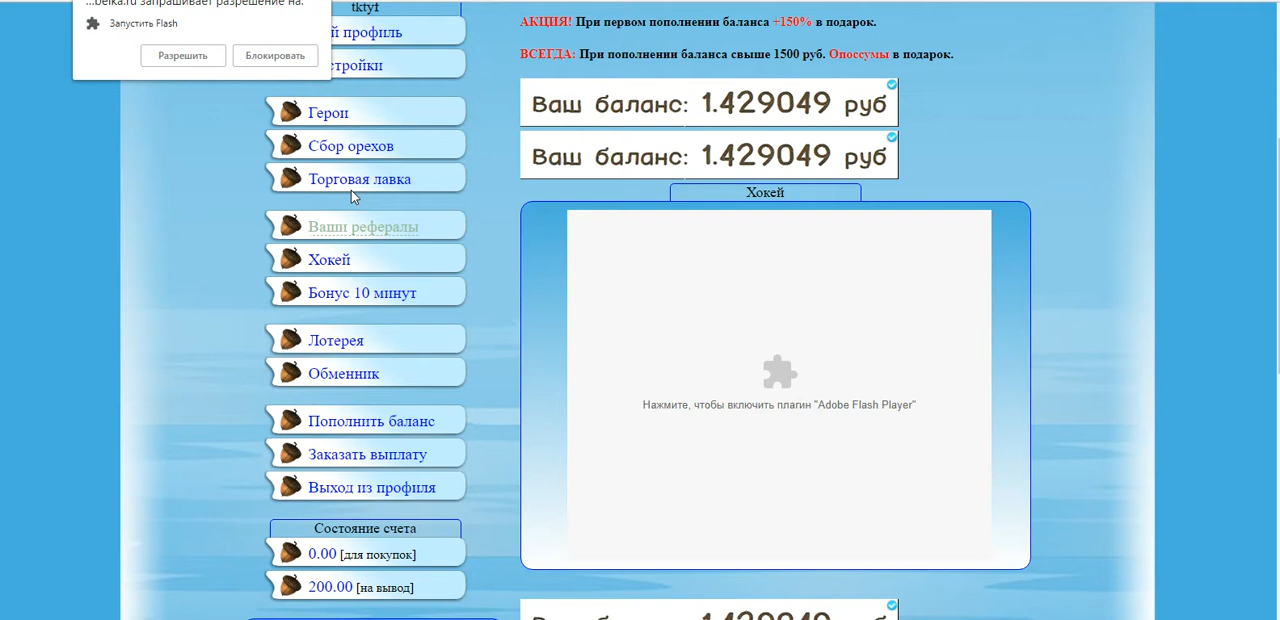 ...belka.ru запрашивает разрешение на:
Запустить Flash
Разрешить
Блокировать
tktyf
й профиль
стройки
Герои
Сбор орехов
Торговая лавка
Ваши рефералы
Хокей
Бонус 10 минут
Лотерея
Обменник
Пополнить баланс
Заказать выплату
Выход из профиля
Состояние счета
0.00 [для покупок]
200.00 [на вывод]
АКЦИЯ! При первом пополнении баланса +150% в подарок.
ВСЕГДА: При пополнении баланса свыше 1500 руб. Опоссумы в подарок.
Ваш баланс: 1.429049 руб
Ваш баланс: 1.429049 руб
Хокей
Нажмите, чтобы включить плагин "Adobe Flash Player"